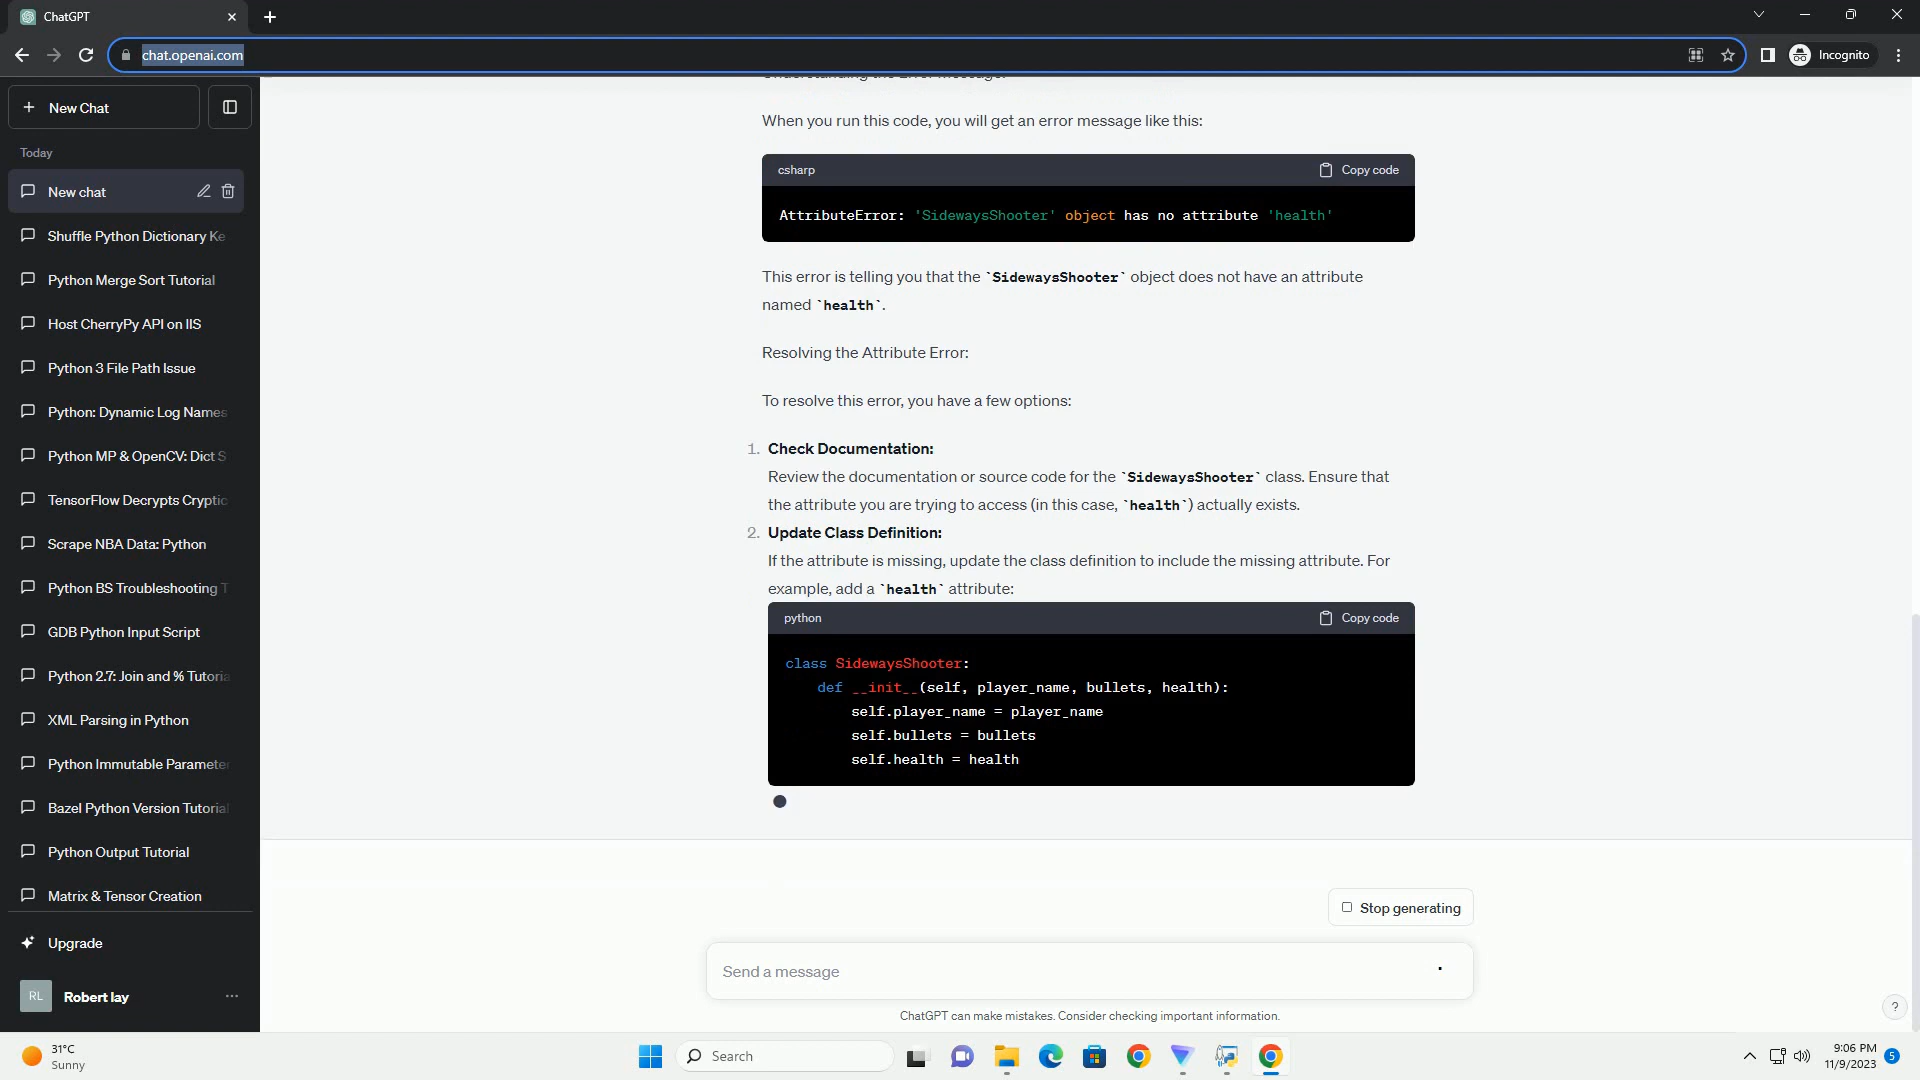 ChatGPT
chat.openai.com
Incognito
New Chat
Today
New chat
Shuffle Python Dictionary Ke
Python Merge Sort Tutorial
Host CherryPy API on IIS
Python 3 File Path Issue
Python: Dynamic Log Names
Python MP & OpenCV: Dict S
TensorFlow Decrypts Cryptic
Scrape NBA Data: Python
Python BS Troubleshooting T
GDB Python Input Script
Python 2.7: Join and % Tutoria
XML Parsing in Python
Python Immutable Parameter
Bazel Python Version Tutorial
Python Output Tutorial
Matrix & Tensor Creation
Upgrade
RL
Robert lay
Understanding the Error Message:
When you run this code, you will get an error message like this:
csharp
Copy code
AttributeError: 'SidewaysShooter' object has no attribute 'health'
This error is telling you that the `SidewaysShooter` object does not have an attribute
named `health`.
Resolving the Attribute Error:
To resolve this error, you have a few options:
1. Check Documentation:
Review the documentation or source code for the `SidewaysShooter` class. Ensure that
the attribute you are trying to access (in this case, `health`) actually exists.
2. Update Class Definition:
If the attribute is missing, update the class definition to include the missing attribute. For
example, add a `health` attribute:
python
Copy code
class SidewaysShooter:
def __init__(self, player_name, bullets, health):
self.player_name = player_name
self.bullets = bullets
self.health = health
Stop generating
Send a message
ChatGPT can make mistakes. Consider checking important information.
?
31°C
Sunny
Search
9:06 PM
11/9/2023
5